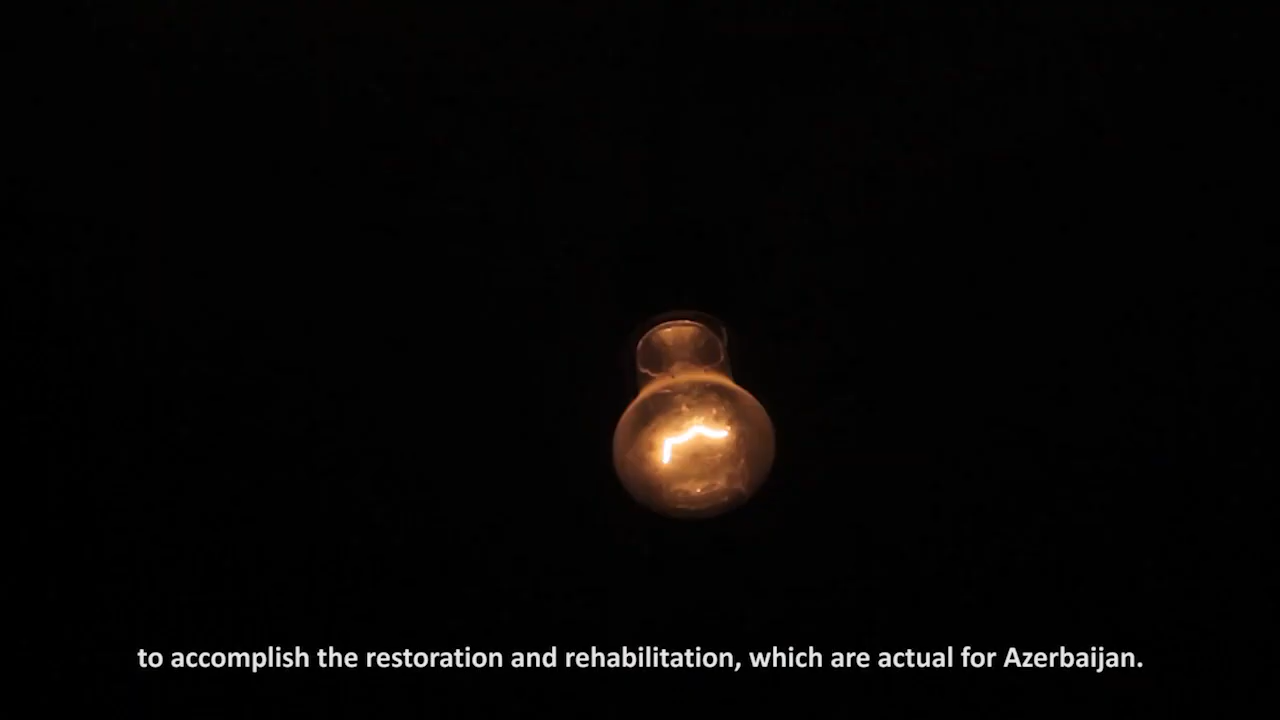 to accomplish the restoration and rehabilitation, which are actual for Azerbaijan.